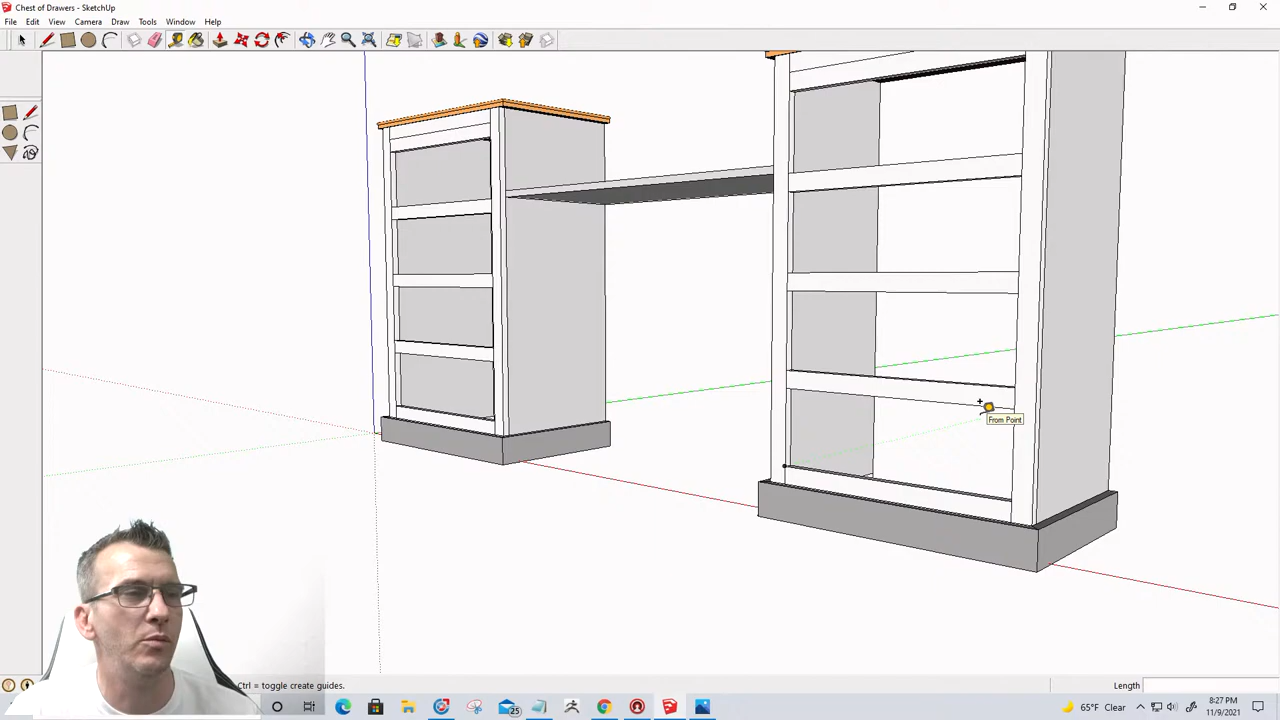 Chest of Drawers - SketchUp
File Edit View Camera Draw Tools Window Help
From Point
Ctrl = toggle create guides.
Length
25
65°F Clear
8:27 PM
11/9/2021